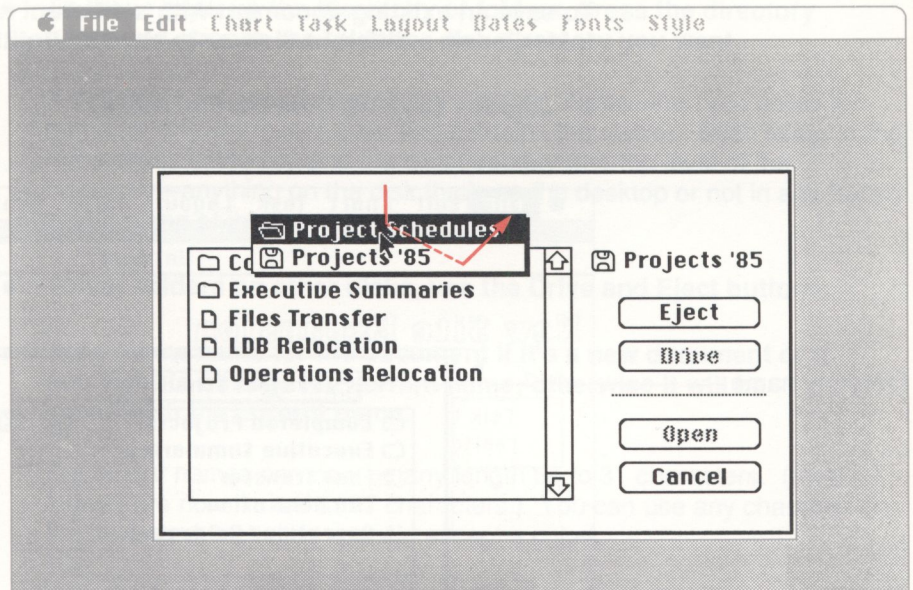 File Edit Chart Task Layout Dates Fonts Style
Project Schedules
Projects '85
Projects '85
Executive Summaries
Files Transfer
LDB Relocation
Operations Relocation
Eject
Drive
Open
Cancel